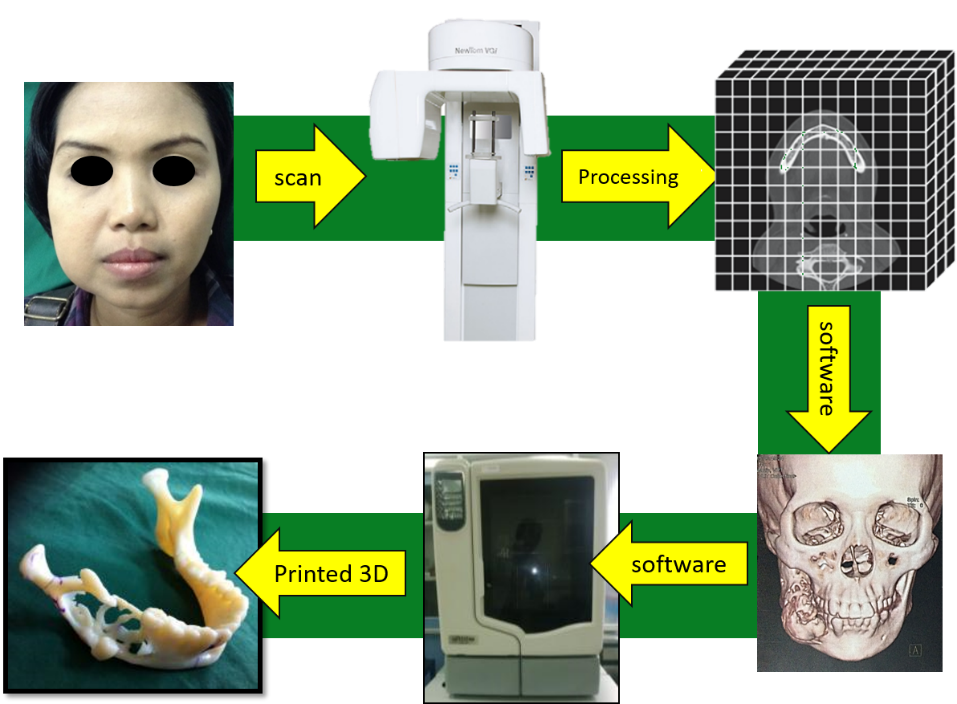 NewTom VGi
scan
Processing
software
software
Printed 3D
A